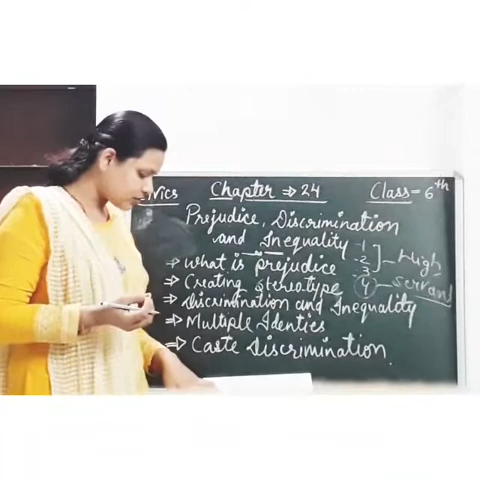 Chapter ⇒ 24
Class = 6th
Prejudice, Discrimination
and Inequality
1
2
3
High
4 - servant
⇒ What is prejudice
⇒ Creating stereotype
⇒ Discrimination and Inequality
⇒ Multiple Identies
⇒ Caste Discrimination